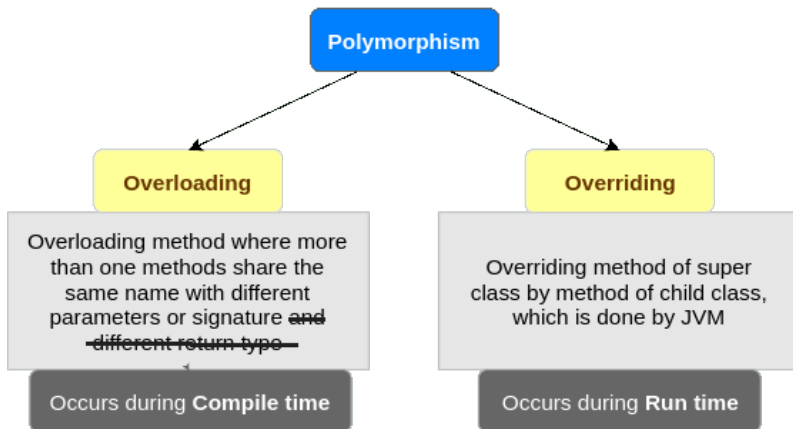 Polymorphism
Overloading
Overriding
Overloading method where more
than one methods share the
same name with different
parameters or signature and
different return type
Overriding method of super
class by method of child class,
which is done by JVM
Occurs during Compile time
Occurs during Run time